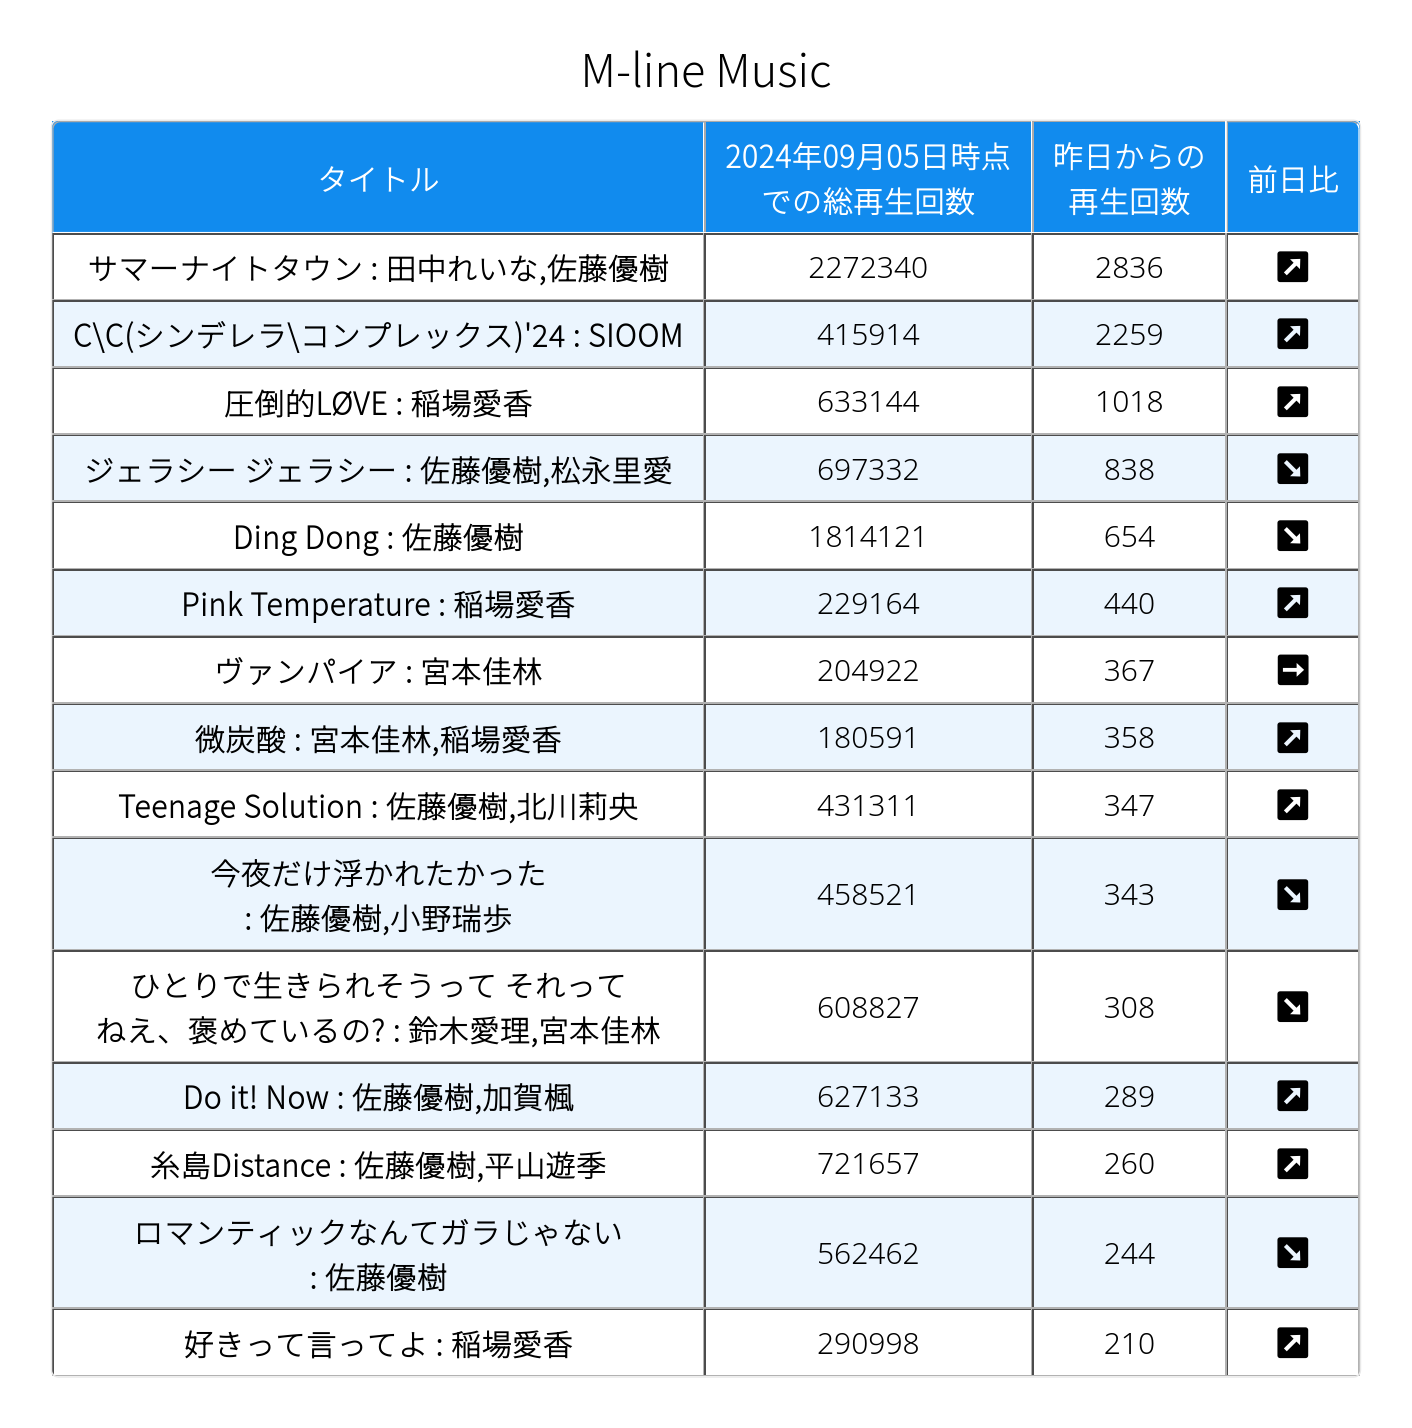 M-line Music
タイトル
2024年09月05日時点
での総再生回数
昨日からの
再生回数
前日比
サマーナイトタウン : 田中れいな,佐藤優樹 2272340 2836
C\C(シンデレラ\コンプレックス)'24 : SIOOM 415914 2259
圧倒的LØVE : 稲場愛香 633144 1018
ジェラシー ジェラシー : 佐藤優樹,松永里愛 697332 838
Ding Dong : 佐藤優樹 1814121 654
Pink Temperature : 稲場愛香 229164 440
ヴァンパイア : 宮本佳林 204922 367
微炭酸 : 宮本佳林,稲場愛香 180591 358
Teenage Solution : 佐藤優樹,北川莉央 431311 347
今夜だけ浮かれたかった
: 佐藤優樹,小野瑞歩 458521 343
ひとりで生きられそうって それって
ねえ、褒めているの? : 鈴木愛理,宮本佳林 608827 308
Do it! Now : 佐藤優樹,加賀楓 627133 289
糸島Distance : 佐藤優樹,平山遊季 721657 260
ロマンティックなんてガラじゃない
: 佐藤優樹 562462 244
好きって言ってよ : 稲場愛香 290998 210